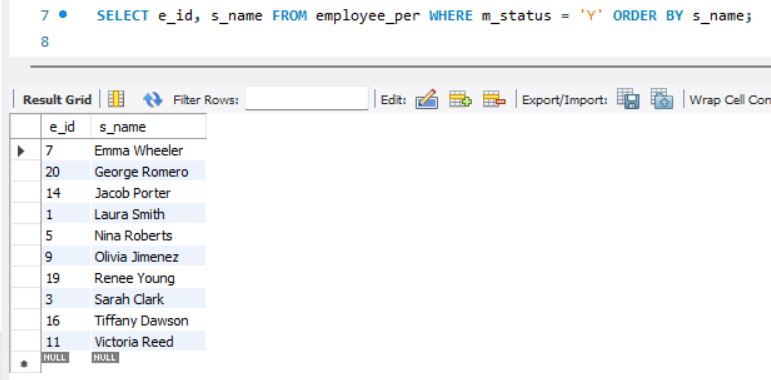 7 SELECT e_id, s_name FROM employee_per WHERE m_status = 'Y' ORDER BY s_name;
8
Result Grid Filter Rows: Edit: Export/Import: Wrap Cell Con
e_id s_name
7 Emma Wheeler
20 George Romero
14 Jacob Porter
1 Laura Smith
5 Nina Roberts
9 Olivia Jimenez
19 Renee Young
3 Sarah Clark
16 Tiffany Dawson
11 Victoria Reed
NULL NULL